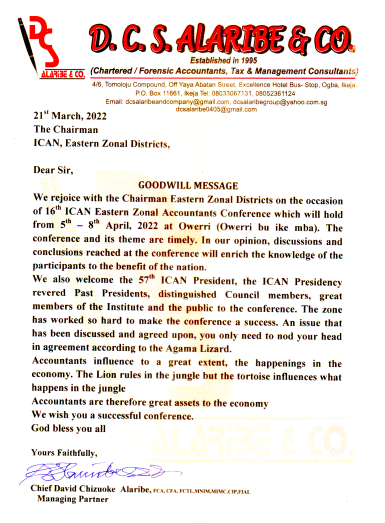 D.C.S
ALARIBE & CO.
D. C. S. ALARIBE & CO.
Established in 1995
(Chartered / Forensic Accountants, Tax & Management Consultants)
4/6, Tomoloju Compound, Off Yaya Abatan Street, Excellence Hotel Bus- Stop, Ogba, Ikeja.
P.O. Box 11661, Ikeja Tel: 08033067131, 08052361124
Email: dcsalaribeandcompany@gmail.com, dcsalaribegroup@yahoo.com.sg
dcsalaribe0405@gmail.com
21st March, 2022
The Chairman
ICAN, Eastern Zonal Districts,
Dear Sir,
GOODWILL MESSAGE
We rejoice with the Chairman Eastern Zonal Districts on the occasion
of 16th ICAN Eastern Zonal Accountants Conference which will hold
from 5th – 8th April, 2022 at Owerri (Owerri bu ike mba). The
conference and its theme are timely. In our opinion, discussions and
conclusions reached at the conference will enrich the knowledge of the
participants to the benefit of the nation.
We also welcome the 57th ICAN President, the ICAN Presidency
revered Past Presidents, distinguished Council members, great
members of the Institute and the public to the conference. The zone
has worked so hard to make the conference a success. An issue that
has been discussed and agreed upon, you only need to nod your head
in agreement according to the Agama Lizard.
Accountants influence to a great extent, the happenings in the
economy. The Lion rules in the jungle but the tortoise influences what
happens in the jungle
Accountants are therefore great assets to the economy
We wish you a successful conference.
God bless you all
Yours Faithfully,
Chief David Chizuoke Alaribe, FCA, CFA, FCTI,MNIM,MIMC,CIP,FIAI.
Managing Partner